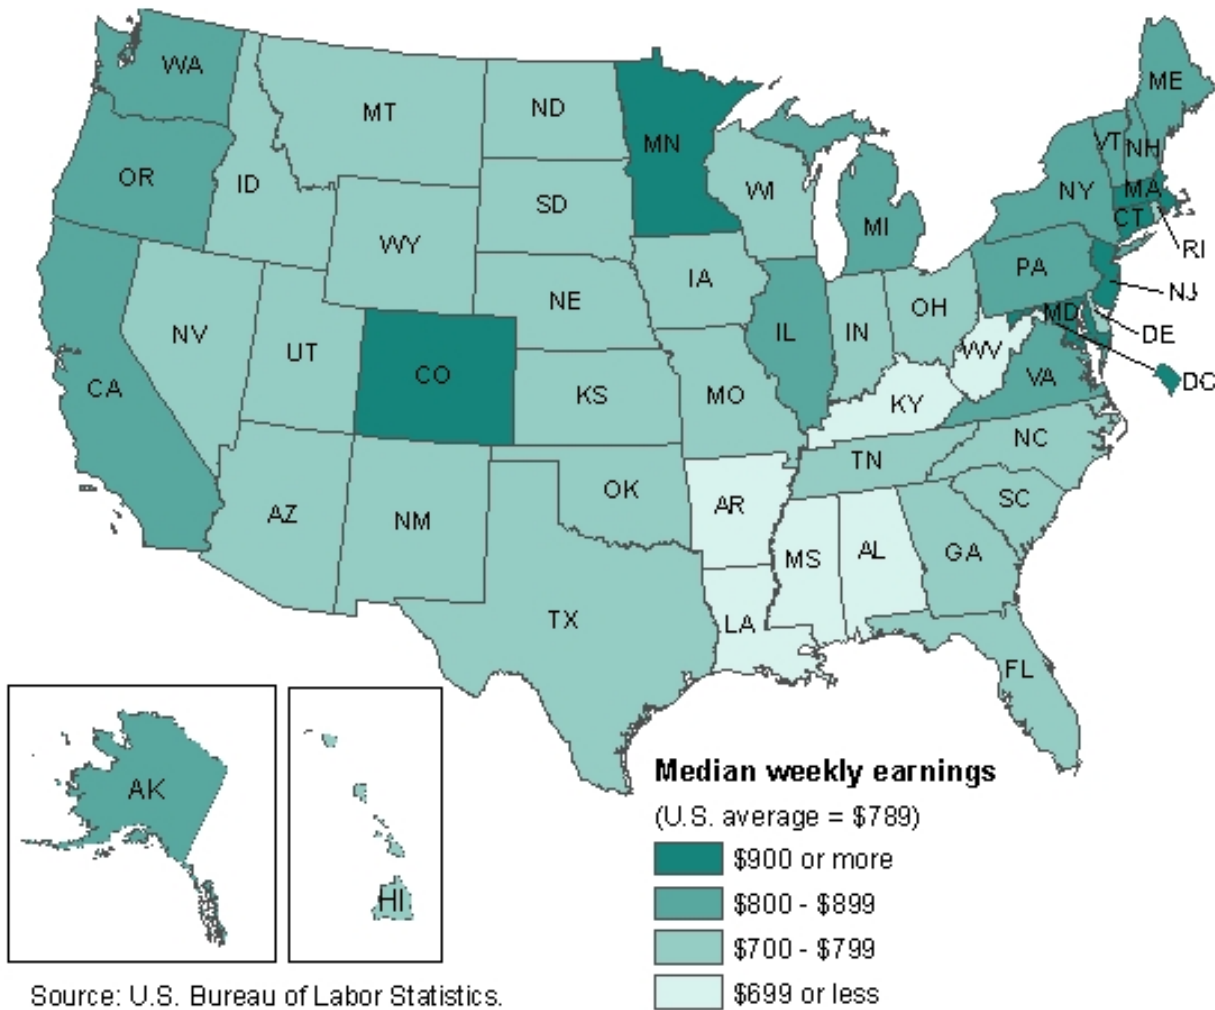 WA
MT
ND
MN
ME
VT
NH
OR
ID
SD
WI
MI
NY
MA
CT
RI
WY
IA
PA
NJ
NE
OH
MD
DE
NV
UT
CO
IL
IN
WV
DC
CA
KS
MO
KY
VA
NC
TN
AZ
NM
OK
AR
SC
MS
AL
GA
TX
LA
FL
AK
HI
Median weekly earnings
(U.S. average = $789)
$900 or more
$800 - $899
$700 - $799
$699 or less
Source: U.S. Bureau of Labor Statistics.